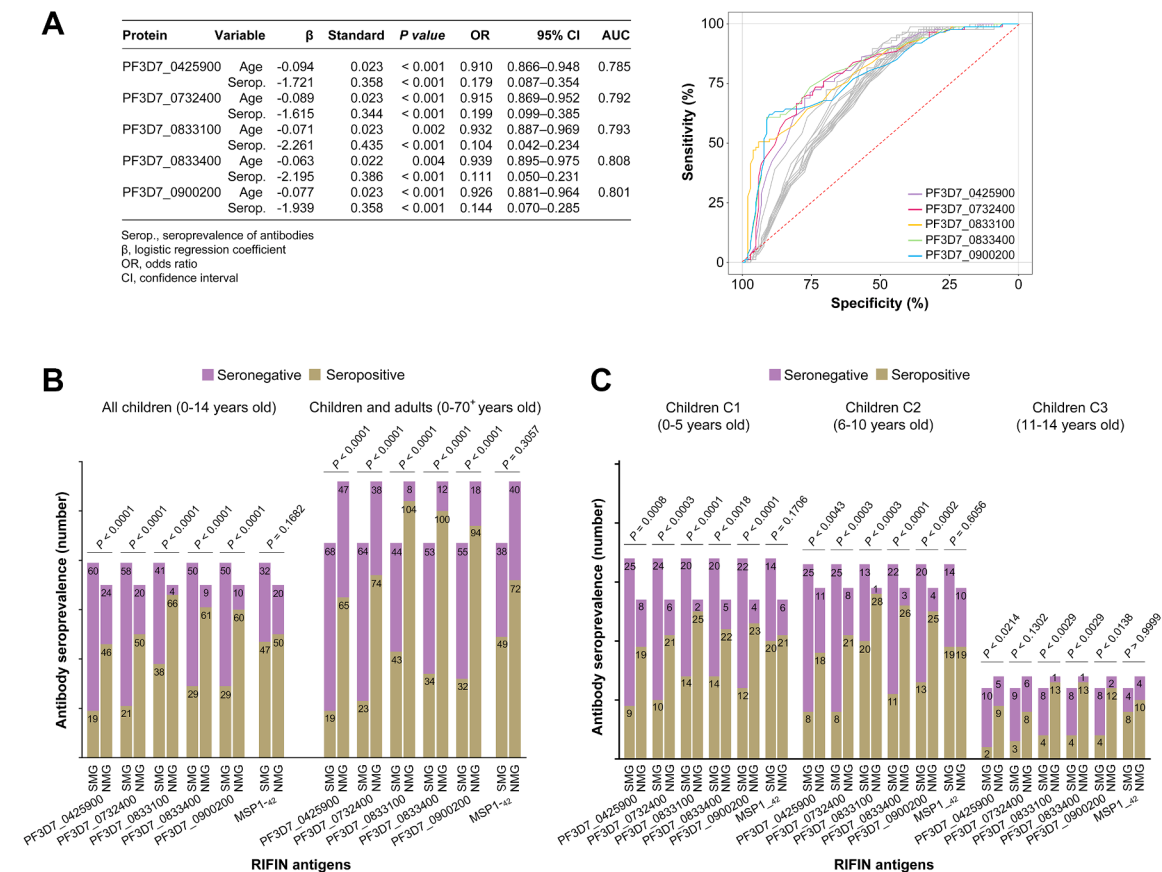 A
Protein Variable β Standard P value OR 95% CI AUC
PF3D7_0425900 Age -0.094 0.023 < 0.001 0.910 0.866–0.948 0.785
Serop. -1.721 0.358 < 0.001 0.179 0.087–0.354
PF3D7_0732400 Age -0.089 0.023 < 0.001 0.915 0.869–0.952 0.792
Serop. -1.615 0.344 < 0.001 0.199 0.099–0.385
PF3D7_0833100 Age -0.071 0.023 0.002 0.932 0.887–0.969 0.793
Serop. -2.261 0.435 < 0.001 0.104 0.042–0.234
PF3D7_0833400 Age -0.063 0.022 0.004 0.939 0.895–0.975 0.808
Serop. -2.195 0.386 < 0.001 0.111 0.050–0.231
PF3D7_0900200 Age -0.077 0.023 < 0.001 0.926 0.881–0.964 0.801
Serop. -1.939 0.358 < 0.001 0.144 0.070–0.285
Serop., seroprevalence of antibodies
β, logistic regression coefficient
OR, odds ratio
CI, confidence interval
Sensitivity (%)
100
75
50
25
0
PF3D7_0425900
PF3D7_0732400
PF3D7_0833100
PF3D7_0833400
PF3D7_0900200
100 75 50 25 0
Specificity (%)
B
Seronegative Seropositive
All children (0-14 years old) Children and adults (0-70+ years old)
Antibody seroprevalence (number)
P < 0.0001 P < 0.0001 P < 0.0001 P < 0.0001 P < 0.0001 P = 0.1682
60 24 58 20 41 4 50 9 50 10 32 20
19 46 21 50 38 66 29 61 29 60 47 50
P < 0.0001 P < 0.0001 P < 0.0001 P < 0.0001 P < 0.0001 P = 0.3057
68 47 64 38 44 8 53 12 55 18 38 40
19 65 23 74 43 104 34 100 32 94 49 72
SMG NMG SMG NMG SMG NMG SMG NMG SMG NMG SMG NMG SMG NMG SMG NMG SMG NMG SMG NMG SMG NMG SMG NMG
PF3D7_0425900 PF3D7_0732400 PF3D7_0833100 PF3D7_0833400 PF3D7_0900200 MSP1-42 PF3D7_0425900 PF3D7_0732400 PF3D7_0833100 PF3D7_0833400 PF3D7_0900200 MSP1-42
RIFIN antigens
C
Seronegative Seropositive
Children C1
(0-5 years old)
Children C2
(6-10 years old)
Children C3
(11-14 years old)
Antibody seroprevalence (number)
P = 0.0008 P < 0.0003 P < 0.0001 P < 0.0018 P < 0.0001 P = 0.1706
25 8 24 6 20 2 20 5 22 4 14 6
9 19 10 21 14 25 14 22 12 23 20 21
P < 0.0043 P < 0.0003 P < 0.0003 P < 0.0001 P < 0.0002 P = 0.6056
25 11 25 8 13 1 22 3 20 4 14 10
8 18 8 21 20 28 11 26 13 25 19 19
P < 0.0214 P < 0.1302 P < 0.0029 P < 0.0029 P < 0.0138 P > 0.9999
10 5 9 6 8 1 8 1 8 2 4 4
2 9 3 8 4 13 4 13 4 12 8 10
SMG NMG SMG NMG SMG NMG SMG NMG SMG NMG SMG NMG SMG NMG SMG NMG SMG NMG SMG NMG SMG NMG SMG NMG SMG NMG SMG NMG SMG NMG SMG NMG SMG NMG SMG NMG
PF3D7_0425900 PF3D7_0732400 PF3D7_0833100 PF3D7_0833400 PF3D7_0900200 MSP1-42 PF3D7_0425900 PF3D7_0732400 PF3D7_0833100 PF3D7_0833400 PF3D7_0900200 MSP1-42 PF3D7_0425900 PF3D7_0732400 PF3D7_0833100 PF3D7_0833400 PF3D7_0900200 MSP1-42
RIFIN antigens